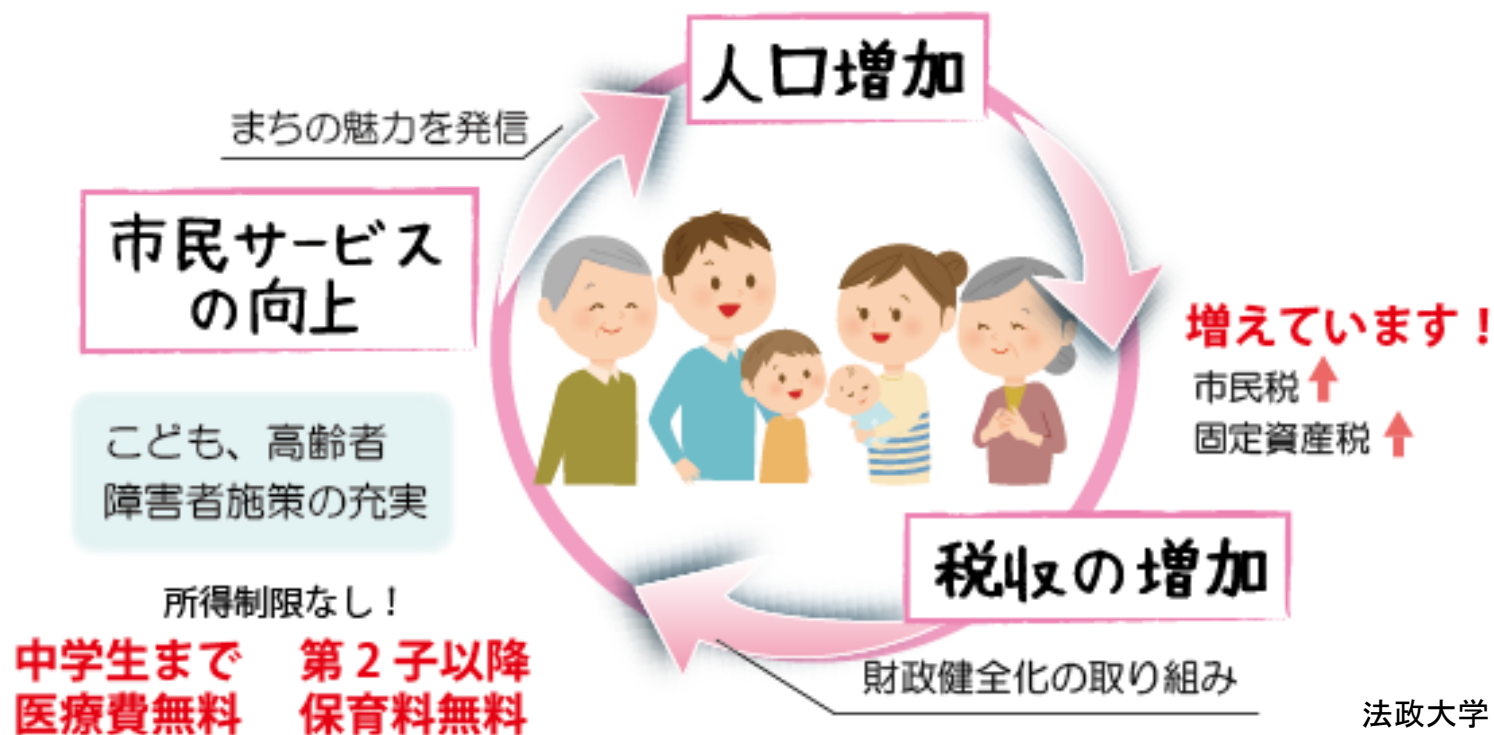 人口増加
まちの魅力を発信
市民サービス
の向上
増えています！
市民税
固定資産税
こども、高齢者
障害者施策の充実
税収の増加
所得制限なし！
中学生まで
医療費無料
第２子以降
保育料無料
財政健全化の取り組み
法政大学